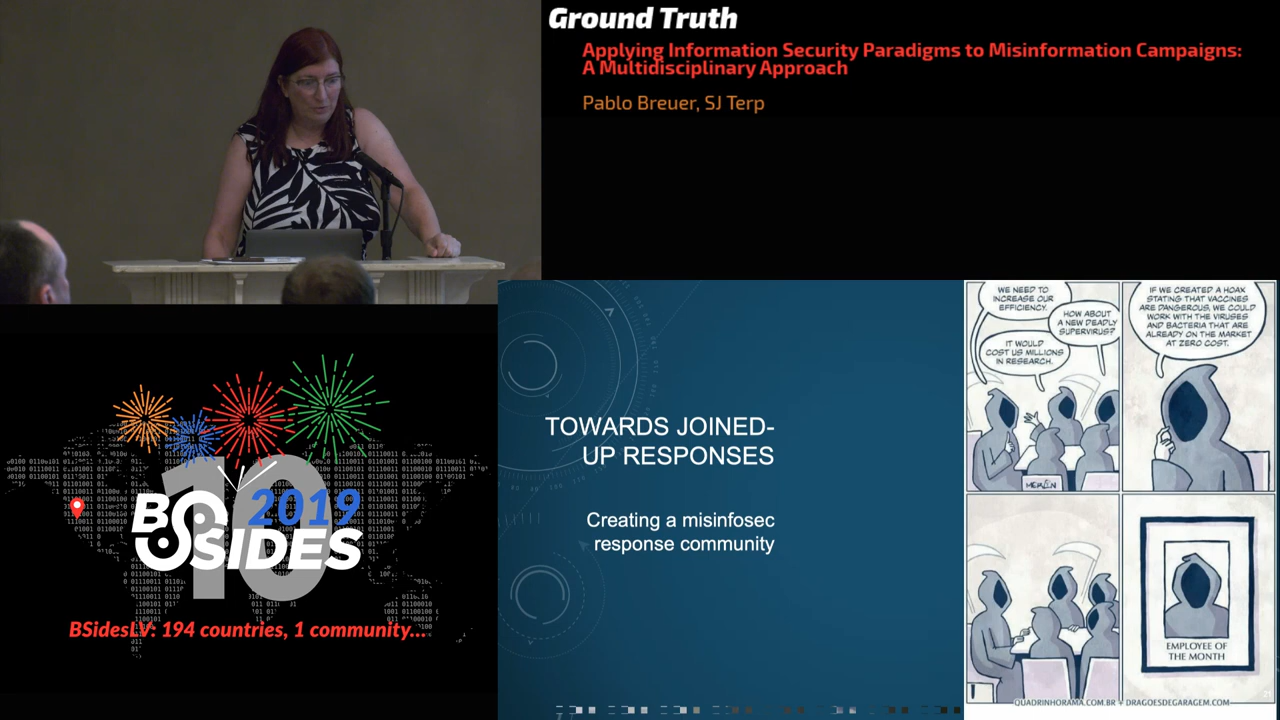 Ground Truth
Applying Information Security Paradigms to Misinformation Campaigns:
A Multidisciplinary Approach
Pablo Breuer, SJ Terp
10
BSIDES
2019
BSidesLV: 194 countries, 1 community...
TOWARDS JOINED-
UP RESPONSES
Creating a misinfosec
response community
WE NEED TO
INCREASE OUR
EFFICIENCY.
HOW ABOUT
A NEW DEADLY
SUPERVIRUS?
IT WOULD
COST US MILLIONS
IN RESEARCH.
IF WE CREATED A HOAX
STATING THAT VACCINES
ARE DANGEROUS, WE COULD
WORK WITH THE VIRUSES
AND BACTERIA THAT ARE
ALREADY ON THE MARKET
AT ZERO COST.
EMPLOYEE OF
THE MONTH
21
QUADRINHORAMA.COM.BR + DRAGOESDEGARAGEM.COM